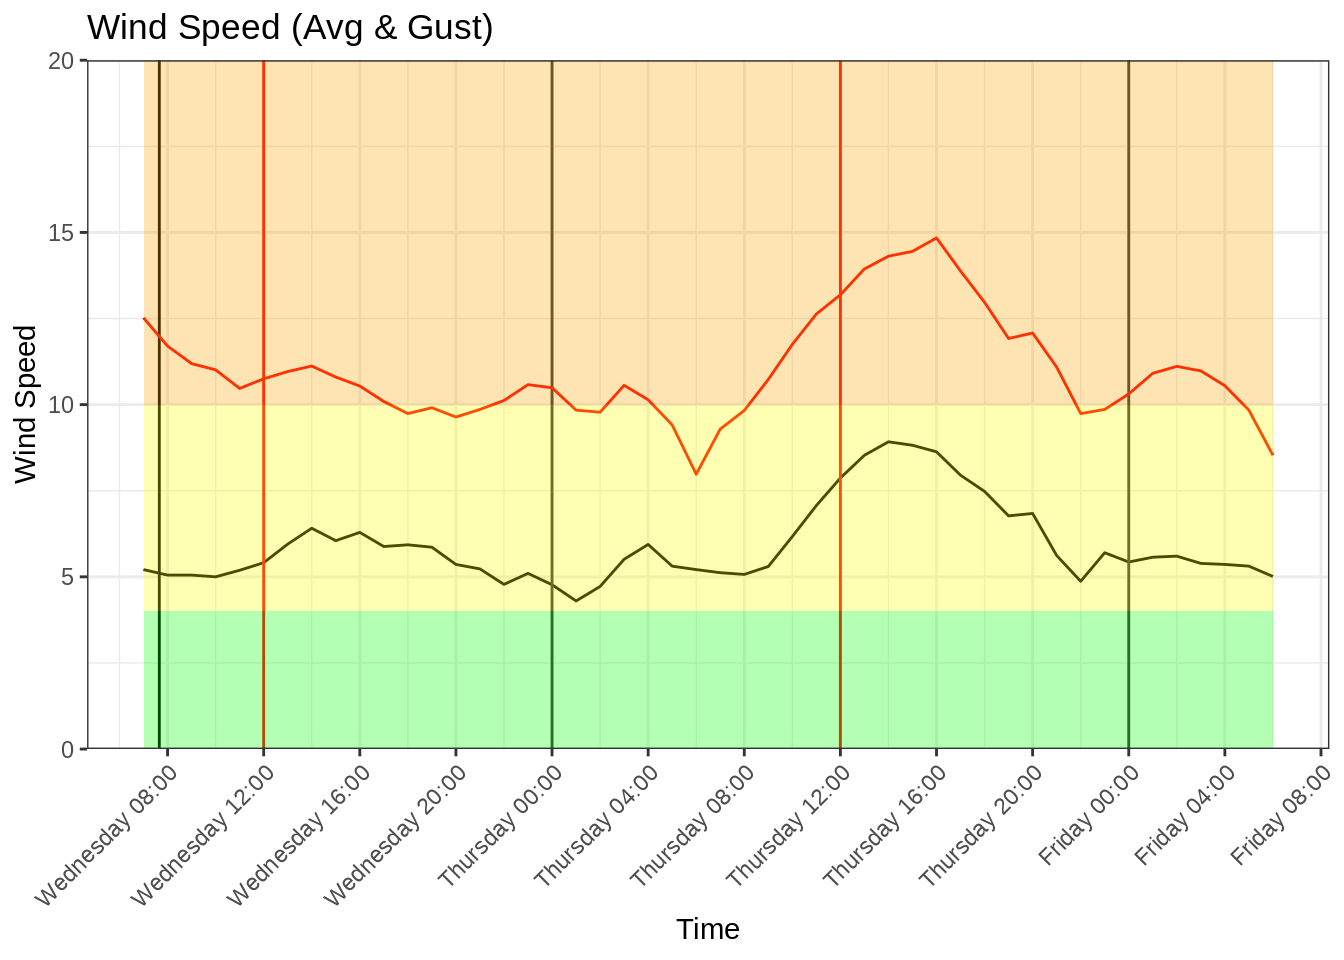 Wind Speed (Avg & Gust)
20
15
10
5
0
Wind Speed
Wednesday 08:00
Wednesday 12:00
Wednesday 16:00
Wednesday 20:00
Thursday 00:00
Thursday 04:00
Thursday 08:00
Thursday 12:00
Thursday 16:00
Thursday 20:00
Friday 00:00
Friday 04:00
Friday 08:00
Time